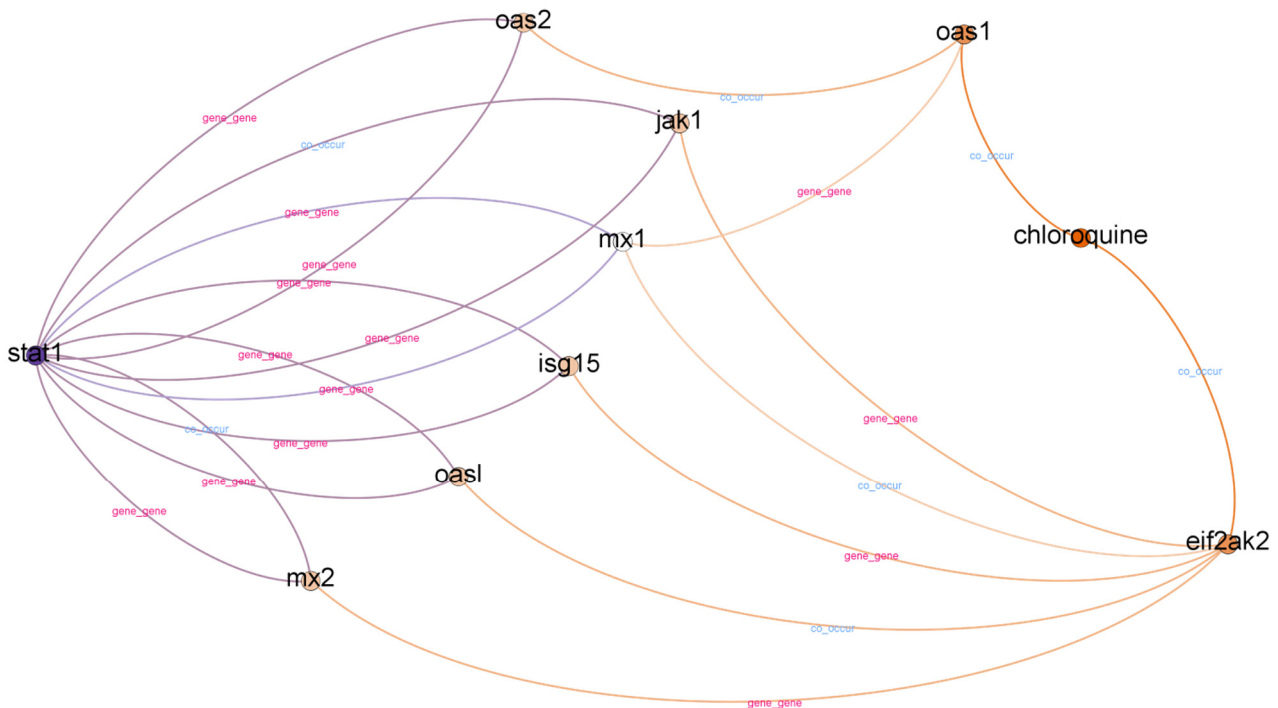 oas2
oas1
co_occur
gene_gene
jak1
co_occur
co_occur
gene_gene
gene_gene
mx1
chloroquine
gene_gene
gene_gene
gene_gene
stat1
gene_gene
isg15
co_occur
gene_gene
gene_gene
co_occur
gene_gene
oasl
gene_gene
co_occur
gene_gene
eif2ak2
gene_gene
mx2
co_occur
gene_gene